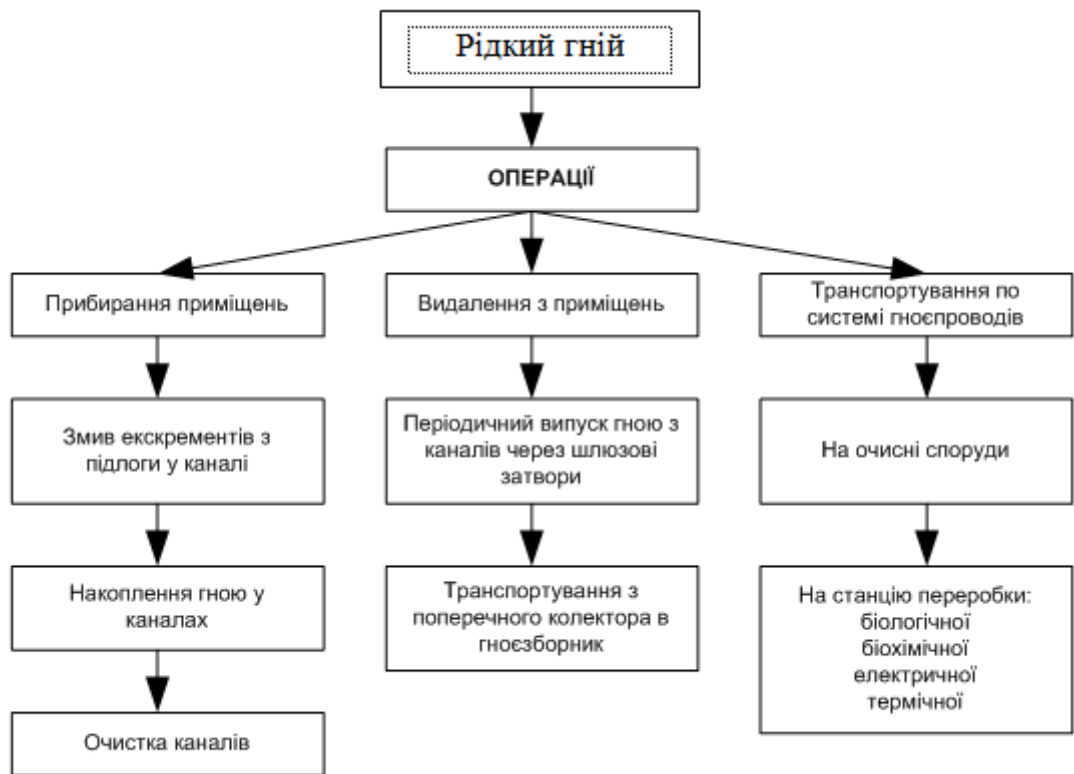 Рідкий гній
ОПЕРАЦІЇ
Прибирання приміщень
Видалення з приміщень
Транспортування по
системі гноєпроводів
Змив екскрементів з
підлоги у каналі
Періодичний випуск гною з
каналів через шлюзові
затвори
На очисні споруди
Накоплення гною у
каналах
Транспортування з
поперечного колектора в
гноєзборник
На станцію переробки:
біологічної
біохімічної
електричної
термічної
Очистка каналів